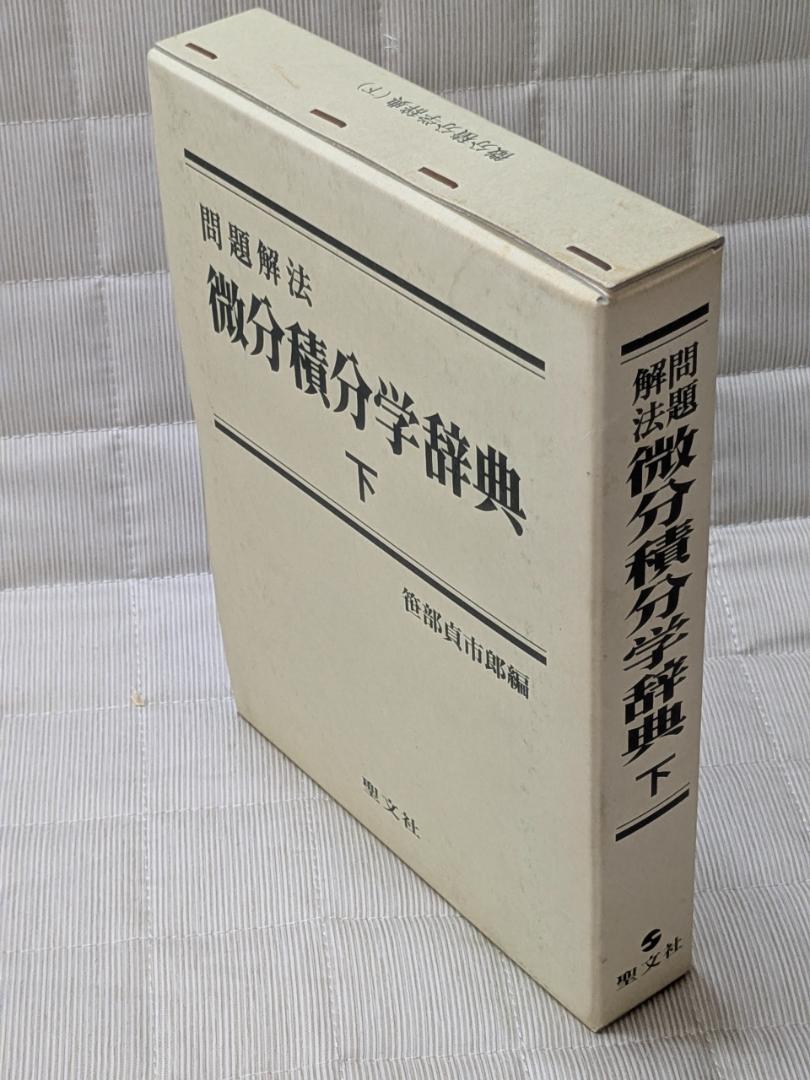 微分積分学辞典（下）
問題解法
微分積分学辞典
下
笹部貞市郎編
聖文社
問題
解法
微分積分学辞典 下
聖文社